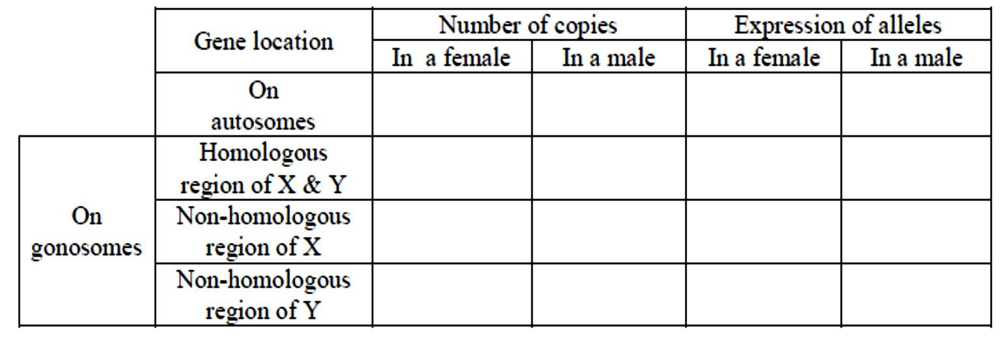 Gene location
Number of copies
Expression of alleles
In a female
In a male
In a female
In a male
On
autosomes
On
gonosomes
Homologous
region of X & Y
Non-homologous
region of X
Non-homologous
region of Y